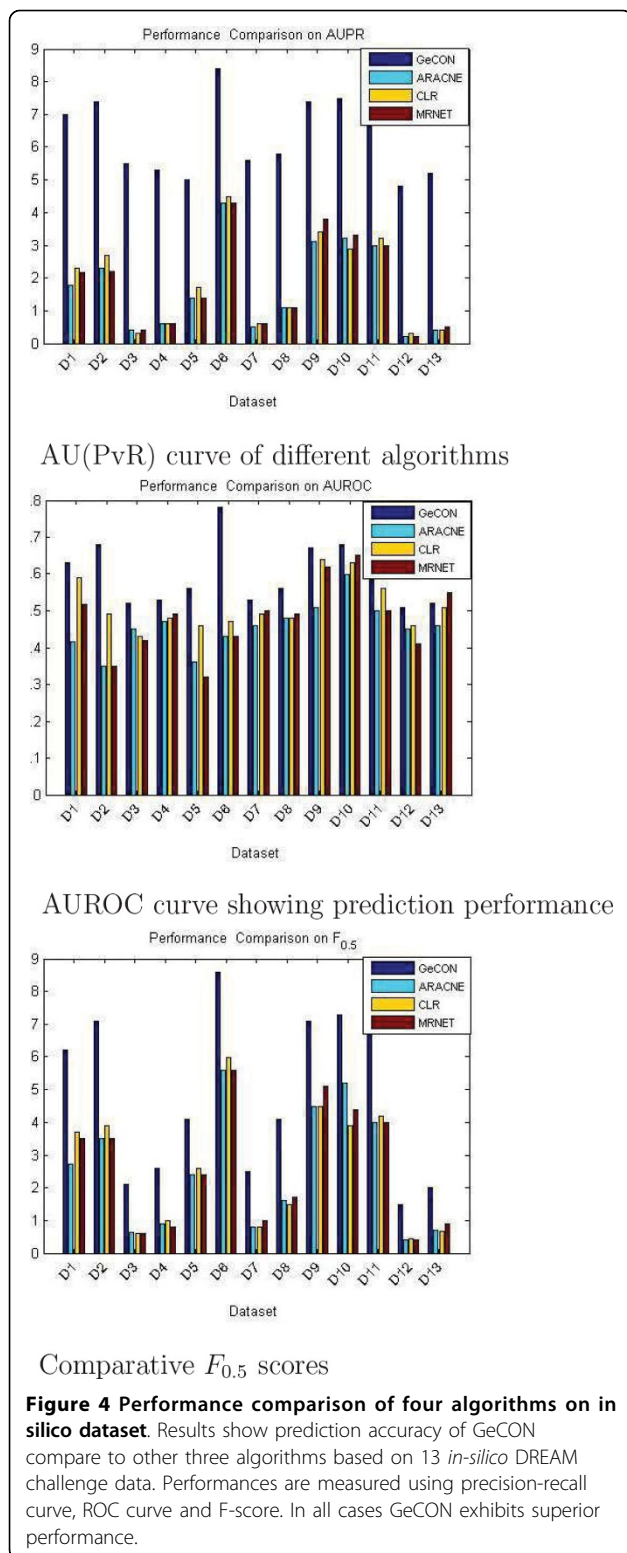 Performance Comparison on AUPR
9
8
7
6
5
4
3
2
1
0
GeCON
ARACNE
CLR
MRNET
D1 D2 D3 D4 D5 D6 D7 D8 D9 D10 D11 D12 D13
Dataset
AU(PvR) curve of different algorithms
Performance Comparison on AUROC
.8
.7
.6
.5
.4
.3
.2
.1
0
GeCON
ARACNE
CLR
MRNET
D1 D2 D3 D4 D5 D6 D7 D8 D9 D10 D11 D12 D13
Dataset
AUROC curve showing prediction performance
Performance Comparison on F0.5
9
8
7
6
5
4
3
2
1
0
GeCON
ARACNE
CLR
MRNET
D1 D2 D3 D4 D5 D6 D7 D8 D9 D10 D11 D12 D13
Dataset
Comparative F0.5 scores
Figure 4 Performance comparison of four algorithms on in
silico dataset. Results show prediction accuracy of GeCON
compare to other three algorithms based on 13 in-silico DREAM
challenge data. Performances are measured using precision-recall
curve, ROC curve and F-score. In all cases GeCON exhibits superior
performance.